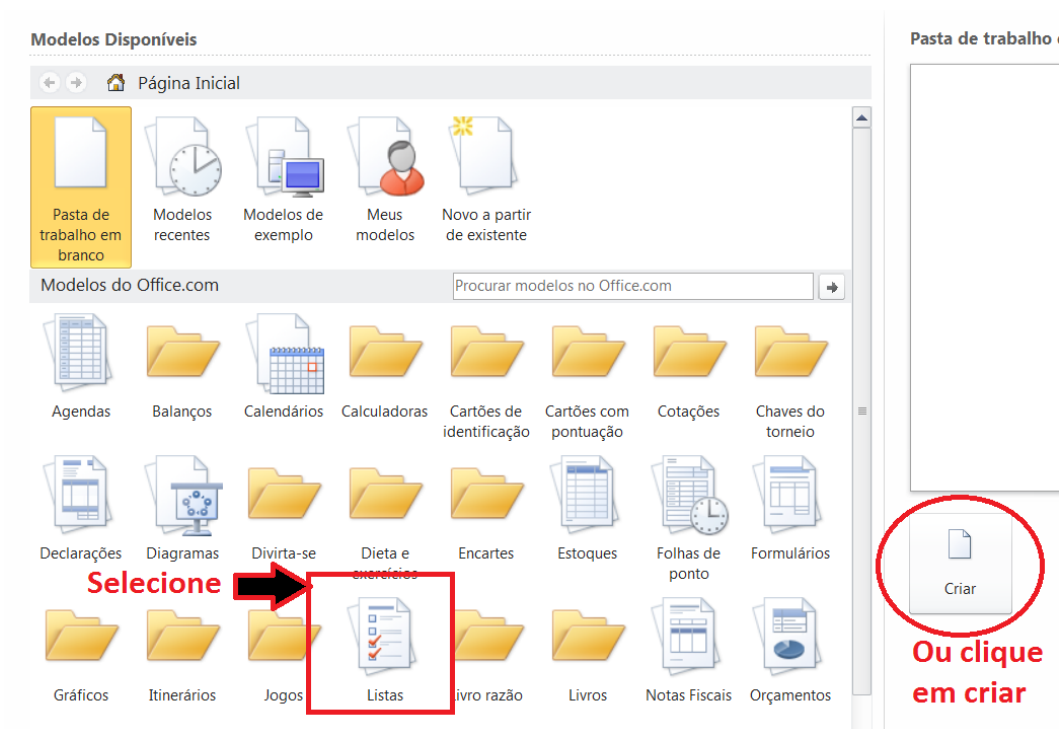 Modelos Disponíveis
Pasta de trabalho
Página Inicial
Pasta de
trabalho em
branco
Modelos
recentes
Modelos de
exemplo
Meus
modelos
Novo a partir
de existente
Modelos do Office.com
Procurar modelos no Office.com
Agendas
Balanços
Calendários
Calculadoras
Cartões de
identificação
Cartões com
pontuação
Cotações
Chaves do
torneio
Declarações
Diagramas
Divirta-se
Dieta e
exercícios
Encartes
Estoques
Folhas de
ponto
Formulários
Criar
Selecione
Ou clique
em criar
Gráficos
Itinerários
Jogos
Listas
Livro razão
Livros
Notas Fiscais
Orçamentos